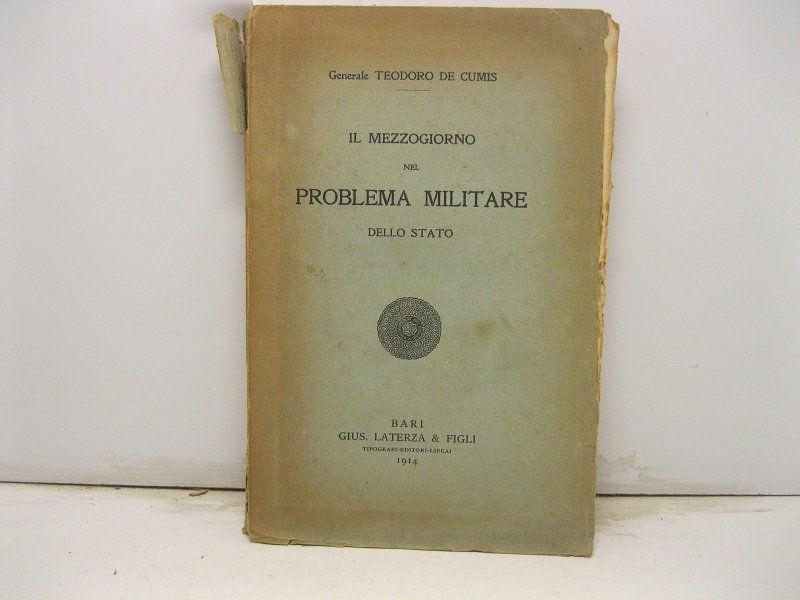 Generale TEODORO DE CUMIS
IL MEZZOGIORNO
NEL
PROBLEMA MILITARE
DELLO STATO
BARI
GIUS. LATERZA & FIGLI
TIPOGRAFI-EDITORI-LIBRAI
1914